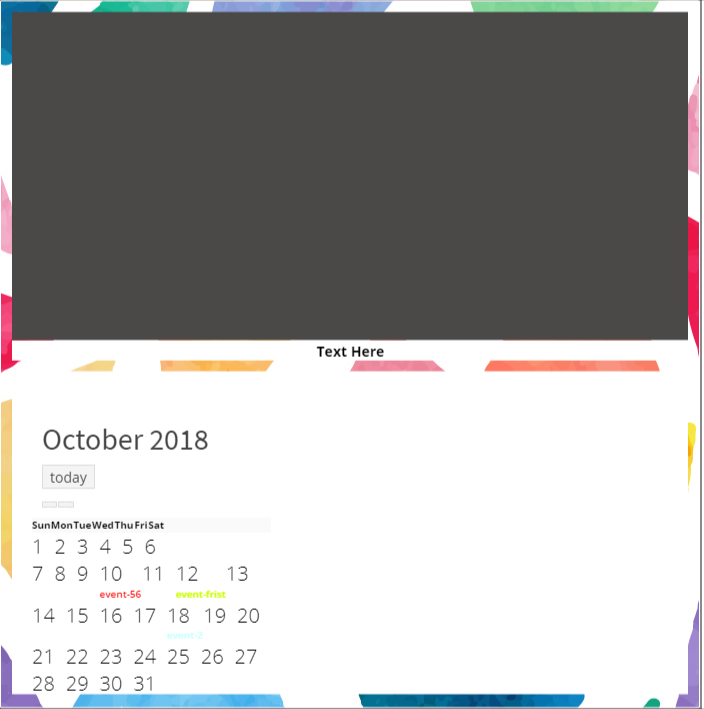 Text Here
October 2018
today
SunMonTueWedThuFriSat
1 2 3 4 5 6
7 8 9 10 11 12 13
event-56 event-frist
14 15 16 17 18 19 20
event-2
21 22 23 24 25 26 27
28 29 30 31